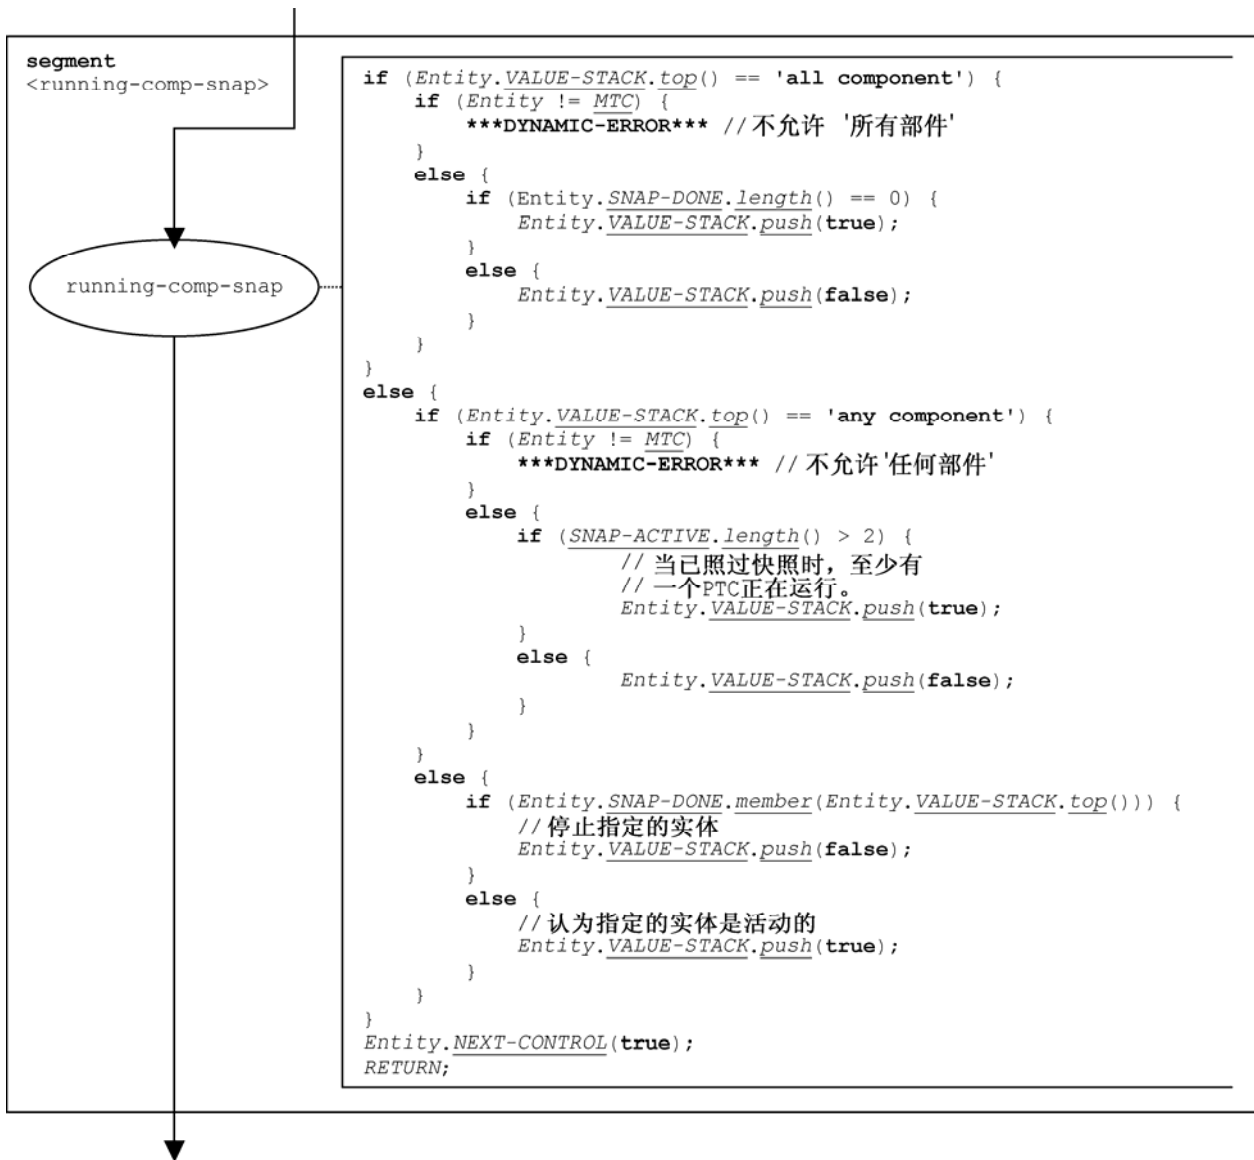 segment
<running-comp-snap>
running-comp-snap
if (Entity.VALUE-STACK.top() == 'all component') {
if (Entity != MTC) {
***DYNAMIC-ERROR*** //不允许 '所有部件'
}
else {
if (Entity.SNAP-DONE.length() == 0) {
Entity.VALUE-STACK.push(true);
}
else {
Entity.VALUE-STACK.push(false);
}
}
}
else {
if (Entity.VALUE-STACK.top() == 'any component') {
if (Entity != MTC) {
***DYNAMIC-ERROR*** // 不允许'任何部件'
}
else {
if (SNAP-ACTIVE.length() > 2) {
// 当已照过快照时，至少有
// 一个PTC正在运行。
Entity.VALUE-STACK.push(true);
}
else {
Entity.VALUE-STACK.push(false);
}
}
}
else {
if (Entity.SNAP-DONE.member(Entity.VALUE-STACK.top())) {
//停止指定的实体
Entity.VALUE-STACK.push(false);
}
else {
//认为指定的实体是活动的
Entity.VALUE-STACK.push(true);
}
}
}
Entity.NEXT-CONTROL(true);
RETURN;